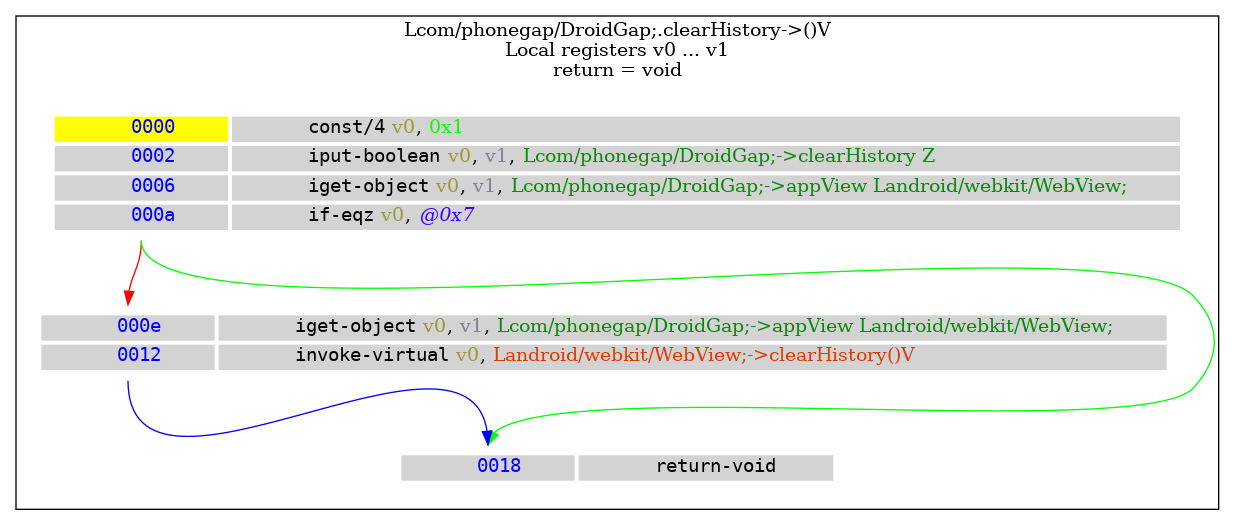 Lcom/phonegap/DroidGap;.clearHistory->()V
Local registers v0 ... v1
return = void
0000 const/4 v0, 0x1
0002 iput-boolean v0, v1, Lcom/phonegap/DroidGap;->clearHistory Z
0006 iget-object v0, v1, Lcom/phonegap/DroidGap;->appView Landroid/webkit/WebView;
000a if-eqz v0, @0x7
000e iget-object v0, v1, Lcom/phonegap/DroidGap;->appView Landroid/webkit/WebView;
0012 invoke-virtual v0, Landroid/webkit/WebView;->clearHistory()V
0018 return-void